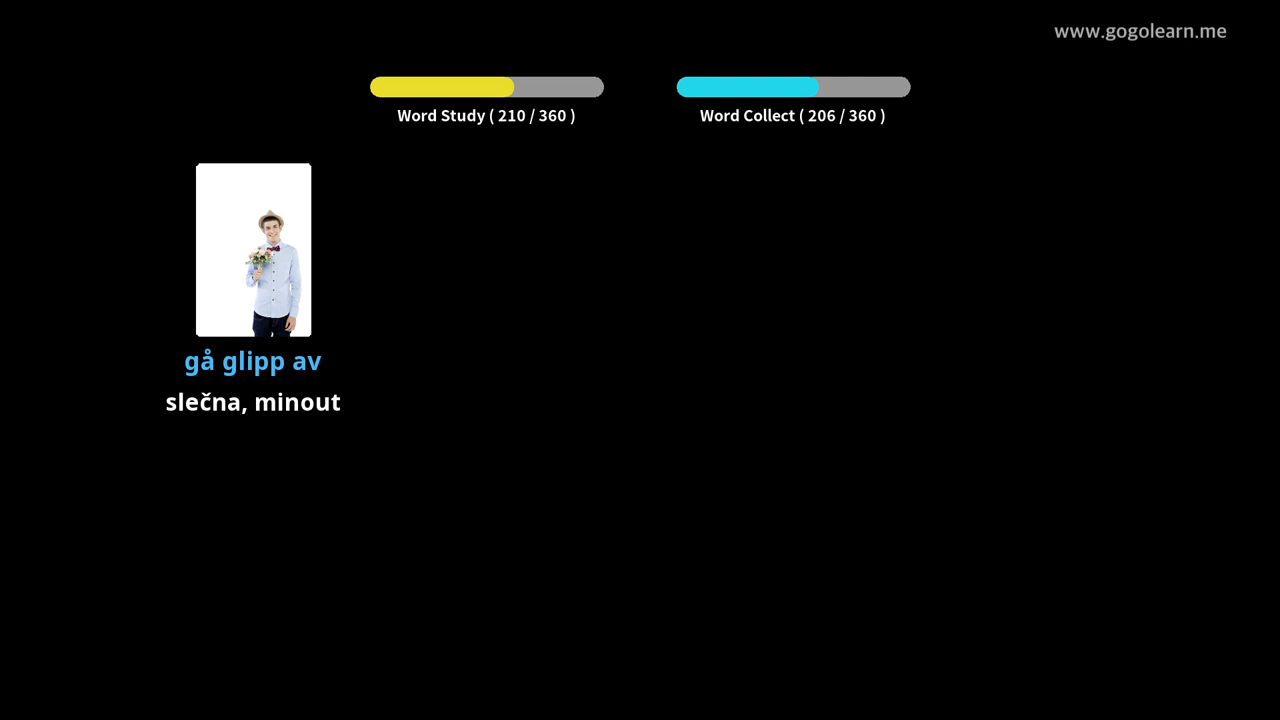 www.gogolearn.me
Word Study ( 210 / 360 )
Word Collect ( 206 / 360 )
gå glipp av
slečna, minout